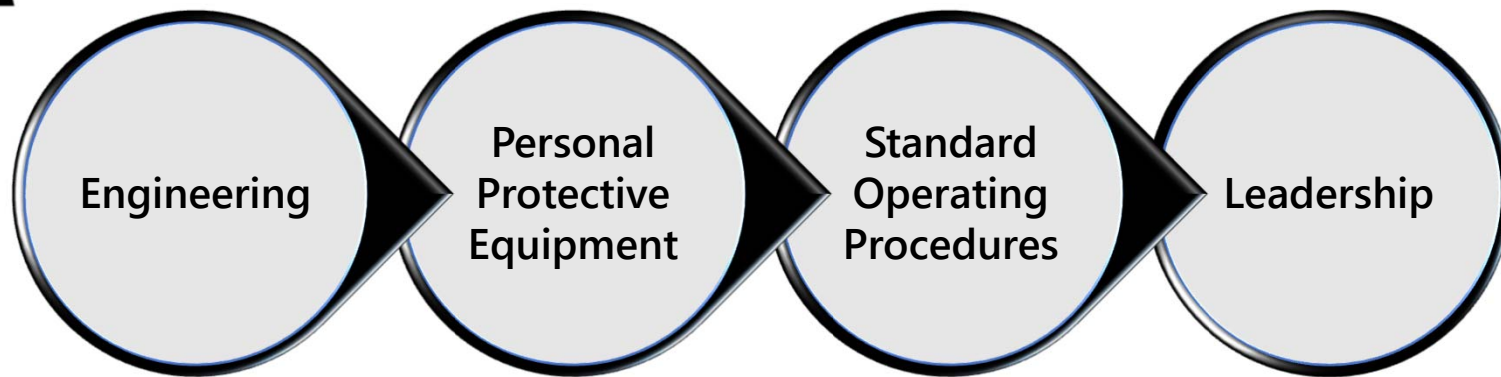 Engineering
Personal
Protective
Equipment
Standard
Operating
Procedures
Leadership